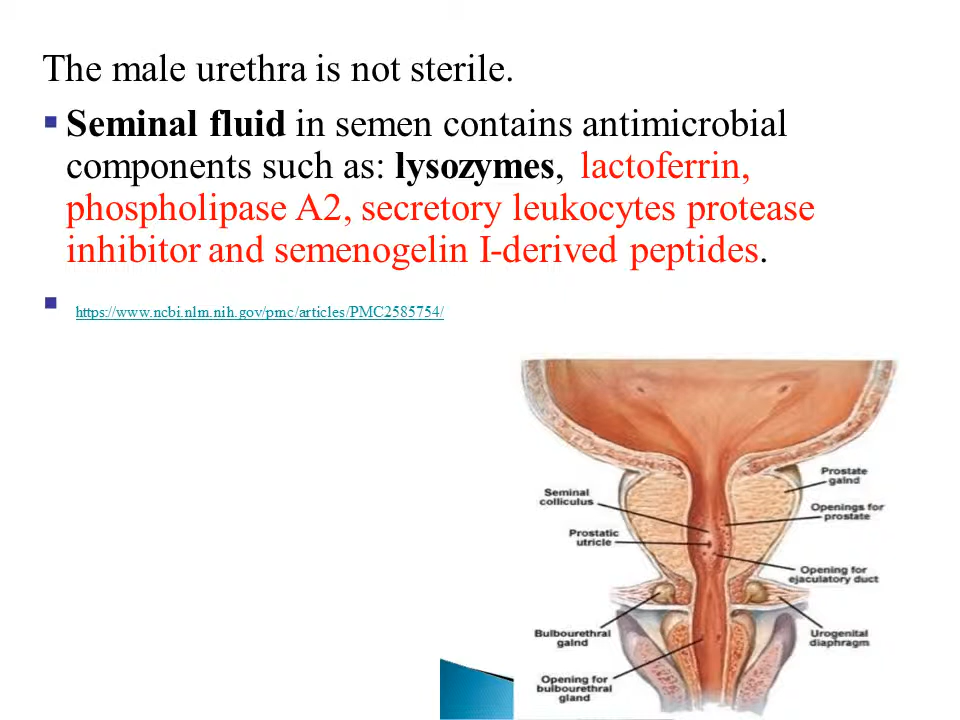 The male urethra is not sterile.
▪ Seminal fluid in semen contains antimicrobial
components such as: lysozymes, lactoferrin,
phospholipase A2, secretory leukocytes protease
inhibitor and semenogelin I-derived peptides.
▪ https://www.ncbi.nlm.nih.gov/pmc/articles/PMC2585754/
Prostate
galnd
Seminal
colliculus
Openings for
prostate
Prostatic
utricle
Opening for
ejaculatory duct
Bulbourethral
galnd
Urogenital
diaphragm
Opening for
bulbourethral
gland